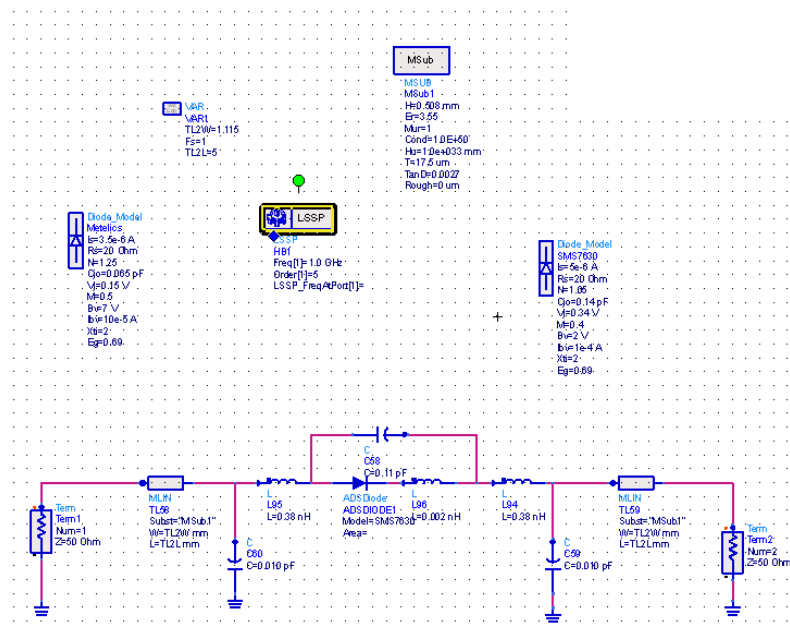 MSub
MSUB
MSub1
H=0.508 mm
Er=3.55
Mur=1
Cond=1.0E+50
Hu=1.0e+033 mm
T=17.5 um
TanD=0.0027
Rough=0 um
VAR
VAR1
TL2W=1.115
Fs=1
TL2L=5
LSSP
LSSP
HB1
Freq[1]=1.0 GHz
Order[1]=5
LSSP_FreqAtPort[1]=
Diode_Model
Metelics
Is=3.5e-6 A
Rs=20 Ohm
N=1.25
Cjo=0.065 pF
Vj=0.15 V
M=0.5
Bv=7 V
Ibv=10e-5 A
Xti=2
Eg=0.69
Diode_Model
SMS7630
Is=5e-6 A
Rs=20 Ohm
N=1.05
Cjo=0.14 pF
Vj=0.34 V
M=0.4
Bv=2 V
Ibv=1e-4 A
Xti=2
Eg=0.69
C
C58
C=0.11 pF
Term
Term1
Num=1
Z=50 Ohm
MLIN
TL58
Subst="MSub1"
W=TL2W mm
L=TL2L mm
C
C60
C=0.010 pF
L
L95
L=0.38 nH
ADSDiode
ADSDIODE1
Model=SMS7630
Area=
L
L96
L=0.002 nH
L
L94
L=0.38 nH
C
C59
C=0.010 pF
MLIN
TL59
Subst="MSub1"
W=TL2W mm
L=TL2L mm
Term
Term2
Num=2
Z=50 Ohm